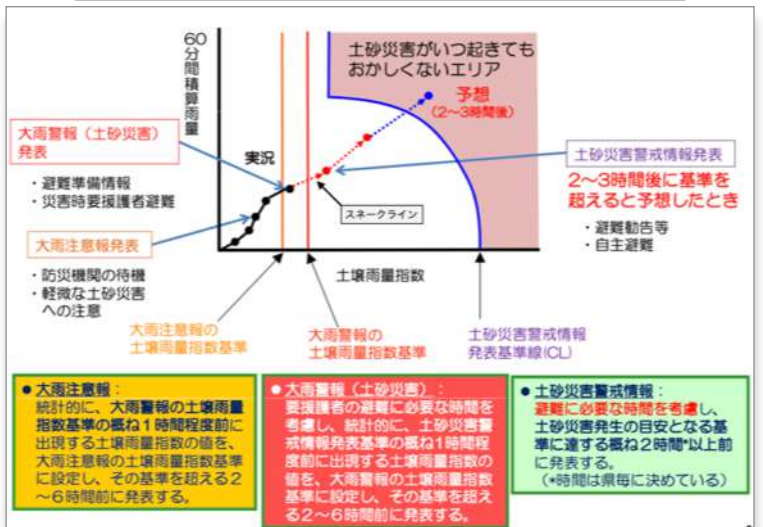 60
分
間
積
算
雨
量
土砂災害がいつ起きても
おかしくないエリア
予想
(2～3時間後)
大雨警報（土砂災害）
発表
実況
・避難準備情報
・災害時要援護者避難
土砂災害警戒情報発表
2～3時間後に基準を
超えると予想したとき
・避難勧告等
・自主避難
スネークライン
大雨注意報発表
・防災機関の待機
・軽微な土砂災害
への注意
土壌雨量指数
大雨注意報の
土壌雨量指数基準
大雨警報の
土壌雨量指数基準
土砂災害警戒情報
発表基準線(CL)
● 大雨注意報：
統計的に、大雨警報の土壌雨量
指数基準の概ね1時間程度前に
出現する土壌雨量指数の値を、
大雨注意報の土壌雨量指数基準
に設定し、その基準を超える2
～6時間前に発表する。
● 大雨警報（土砂災害）：
要援護者の避難に必要な時間を
考慮し、統計的に、土砂災害警
戒情報発表基準の概ね1時間程
度前に出現する土壌雨量指数の
値を、大雨警報の土壌雨量指数
基準に設定し、その基準を超え
る2～6時間前に発表する。
● 土砂災害警戒情報：
避難に必要な時間を考慮し、
土砂災害発生の目安となる基
準に達する概ね2時間*以上前
に発表する。
（*時間は県毎に決めている）